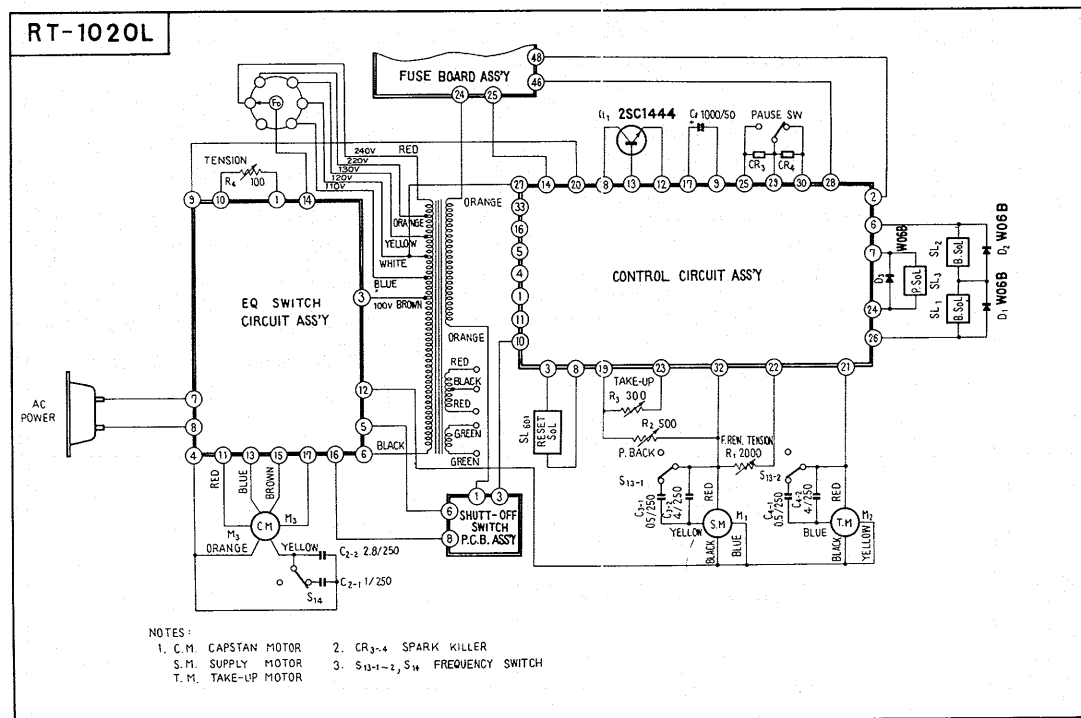 RT-1020L
FUSE BOARD ASS'Y
48
46
24
25
Fo
Q1 2SC1444
C1 1000/50
+
PAUSE SW
CR3
CR4
240V
RED
220V
130V
120V
110V
TENSION
R4 100
9
10
1
14
ORANGE
ORANGE
YELLOW
WHITE
BLUE
100V BROWN
3
EQ SWITCH
CIRCUIT ASS'Y
ORANGE
27
14
20
8
13
12
17
9
25
29
30
28
33
16
5
4
1
11
10
CONTROL CIRCUIT ASS'Y
2
6
7
24
26
W06B
D3
P.SOL
SL3
SL2
B.SOL
SL1
B.SOL
D2 W06B
D1 W06B
3
8
19
23
32
22
21
RED
BLACK
RED
GREEN
GREEN
12
5
6
BLACK
AC
POWER
7
8
4
11
13
15
17
16
RED
BLUE
BROWN
M3
C.M
M3
ORANGE
YELLOW
C2-2 2.8/250
C2-1 1/250
S14
1
3
6
8
SHUTT-OFF
SWITCH
P.C.B. ASS'Y
SL601
RESET
SOL
TAKE-UP
R3 300
R2 500
P.BACK
F.REW. TENSION
R1 2000
S13-1
C3-1
05/250
C3-2
4/250
RED
YELLOW
S.M
M1
BLACK
BLUE
S13-2
C4-1
05/250
C4-2
4/250
RED
BLUE
T.M
M2
BLACK
YELLOW
NOTES:
1. C.M. CAPSTAN MOTOR
S.M. SUPPLY MOTOR
T.M. TAKE-UP MOTOR
2. CR3~4 SPARK KILLER
3. S13-1~2, S14 FREQUENCY SWITCH